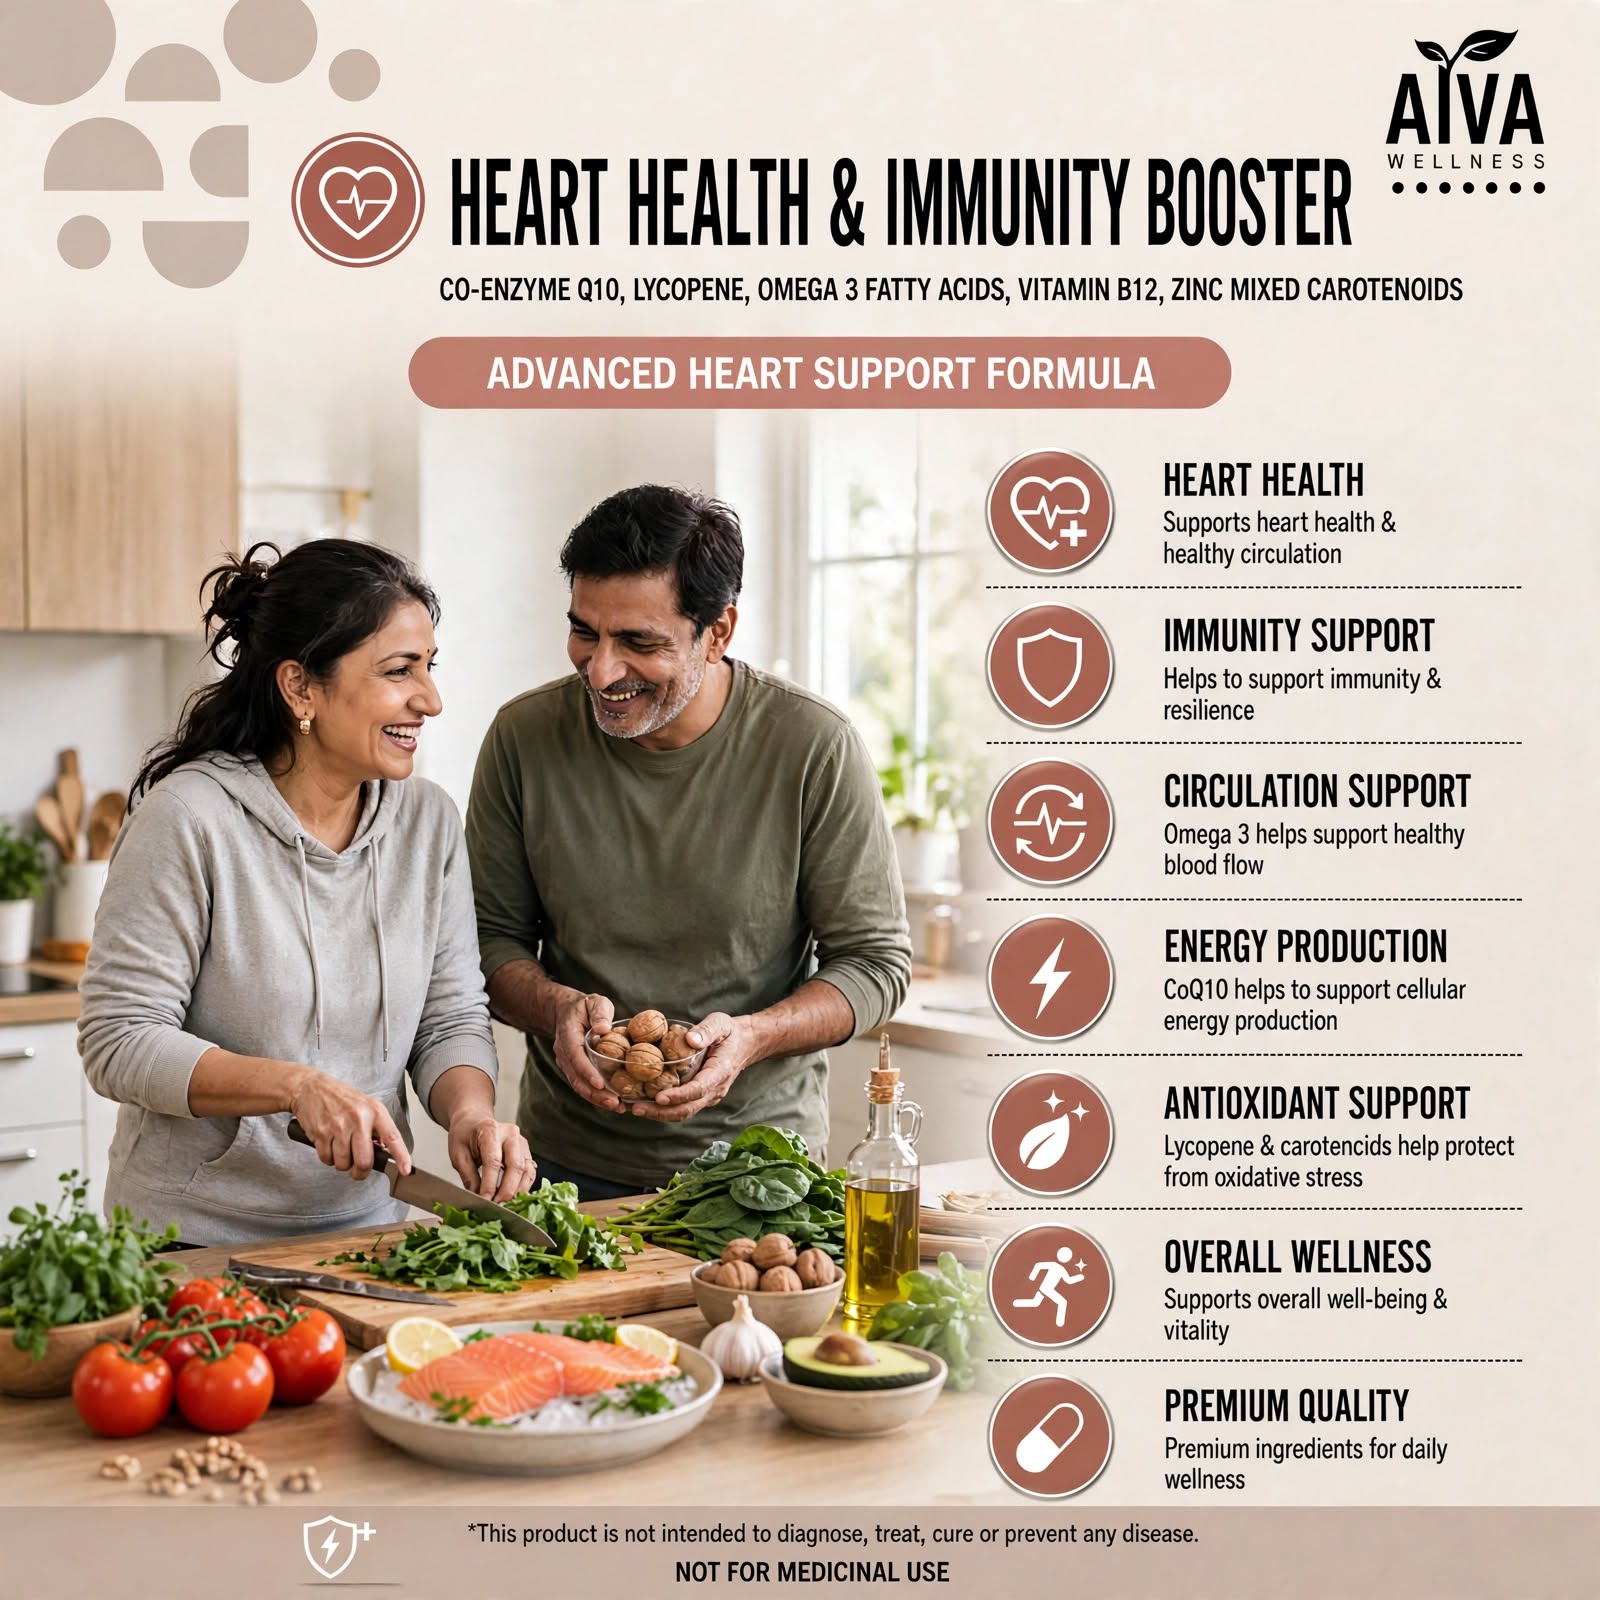 AIVA
WELLNESS
HEART HEALTH & IMMUNITY BOOSTER
CO-ENZYME Q10, LYCOPENE, OMEGA 3 FATTY ACIDS, VITAMIN B12, ZINC MIXED CAROTENOIDS
ADVANCED HEART SUPPORT FORMULA
HEART HEALTH
Supports heart health &
healthy circulation
IMMUNITY SUPPORT
Helps to support immunity &
resilience
CIRCULATION SUPPORT
Omega 3 helps support healthy
blood flow
ENERGY PRODUCTION
CoQ10 helps to support cellular
energy production
ANTIOXIDANT SUPPORT
Lycopene & carotencids help protect
from oxidative stress
OVERALL WELLNESS
Supports overall well-being &
vitality
PREMIUM QUALITY
Premium ingredients for daily
wellness
*This product is not intended to diagnose, treat, cure or prevent any disease.
NOT FOR MEDICINAL USE